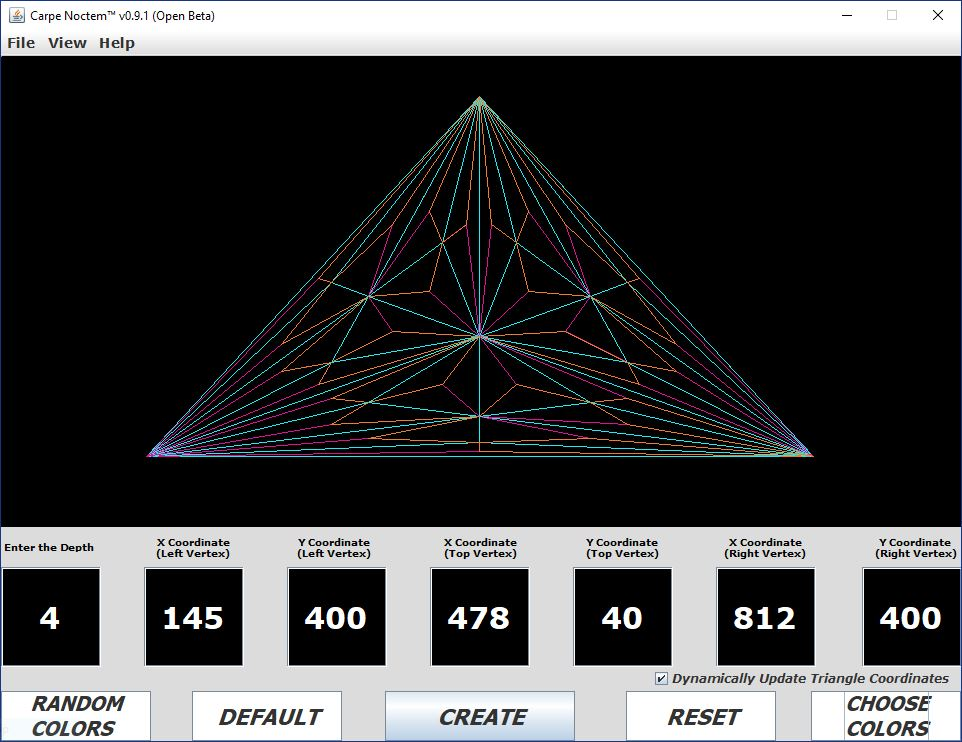 Carpe Noctem™ v0.9.1 (Open Beta)
File View Help
Enter the Depth
X Coordinate
(Left Vertex)
Y Coordinate
(Left Vertex)
X Coordinate
(Top Vertex)
Y Coordinate
(Top Vertex)
X Coordinate
(Right Vertex)
Y Coordinate
(Right Vertex)
4
145
400
478
40
812
400
Dynamically Update Triangle Coordinates
RANDOM
COLORS
DEFAULT
CREATE
RESET
CHOOSE
COLORS